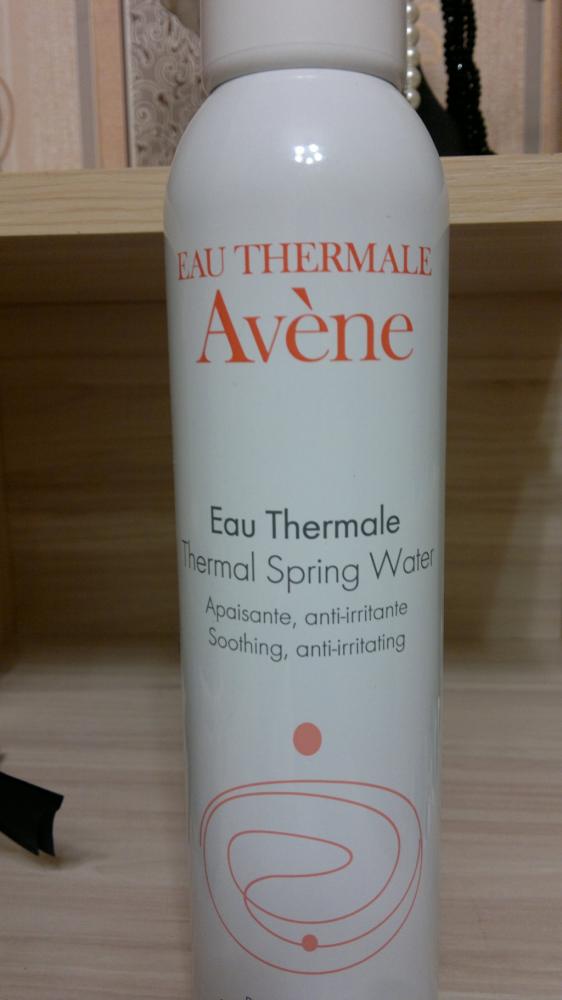 EAU THERMALE
Avène
Eau Thermale
Thermal Spring Water
Apaisante, anti-irritante
Soothing, anti-irritating